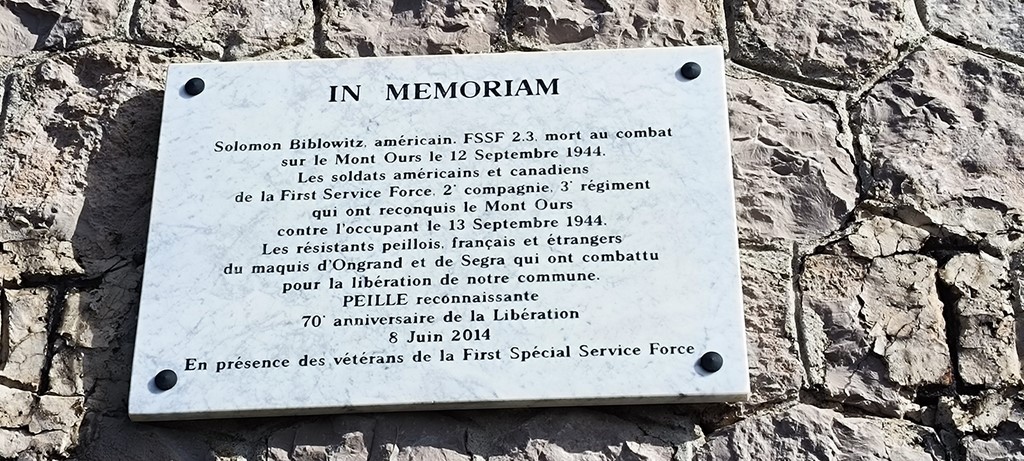 IN MEMORIAM
Solomon Biblowitz, américain, FSSF 2.3, mort au combat
sur le Mont Ours le 12 Septembre 1944.
Les soldats américains et canadiens
de la First Service Force, 2° compagnie, 3° régiment
qui ont reconquis le Mont Ours
contre l'occupant le 13 Septembre 1944.
Les résistants peillois, français et étrangers
du maquis d'Ongrand et de Segra qui ont combattu
pour la libération de notre commune.
PEILLE reconnaissante
70° anniversaire de la Libération
8 Juin 2014
En présence des vétérans de la First Spécial Service Force